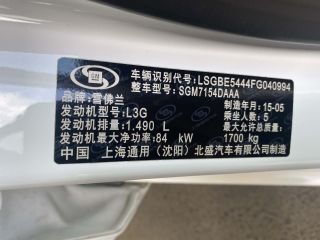 车辆识别代号: LSGBE5444FG040994
整车型号: SGM7154DAAA
品牌: 雪佛兰 制造年月: 15-05
发动机型号: L3G 乘坐人数: 5
发动机排量: 1.490 L 最大允许总质量:
发动机最大净功率: 84 kW 1700 kg
中国 上海通用(沈阳)北盛汽车有限公司